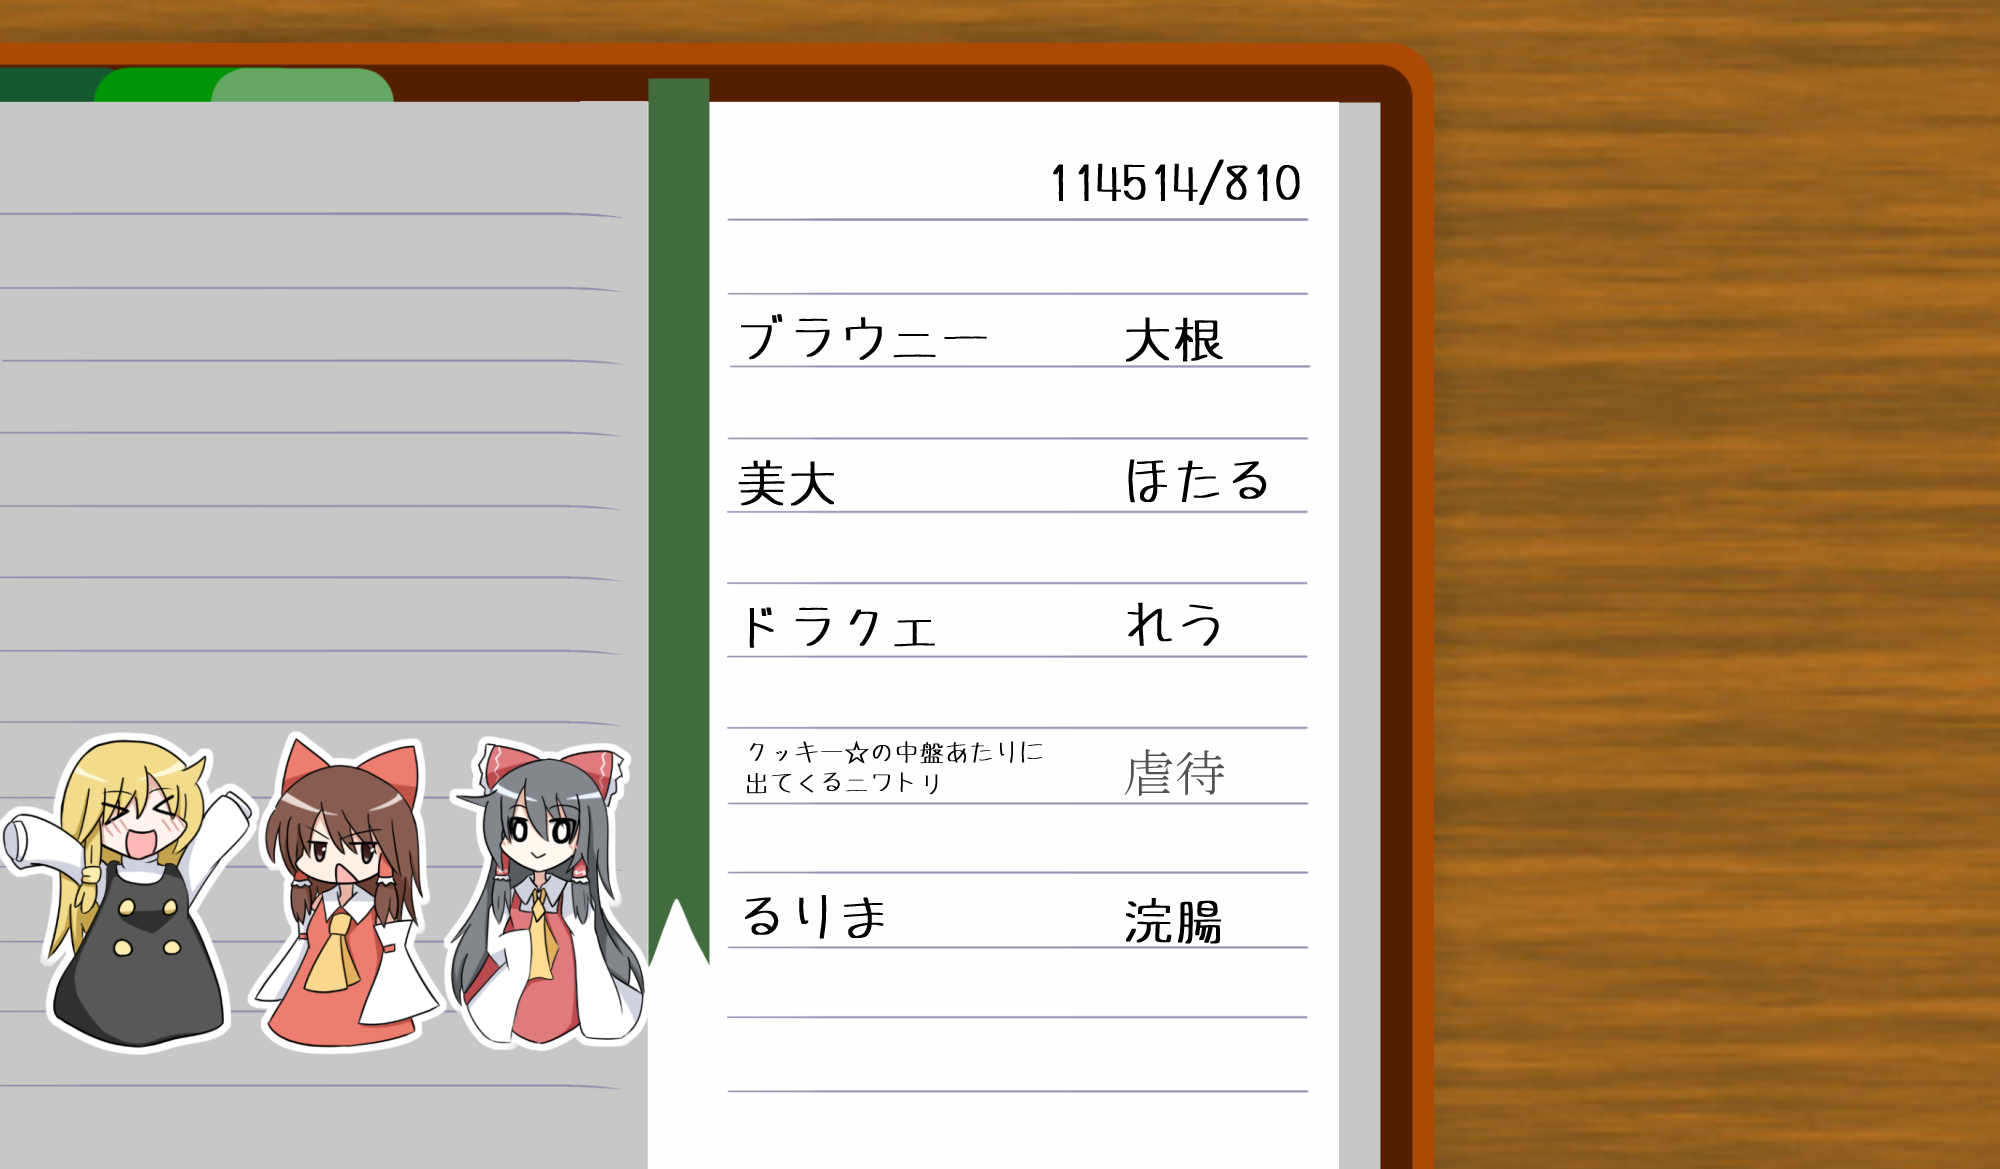 114514/810
ブラウニー 大根
美大 ほたる
ドラクエ れう
クッキー☆の中盤あたりに
出てくるニワトリ 虐待
るりま 浣腸